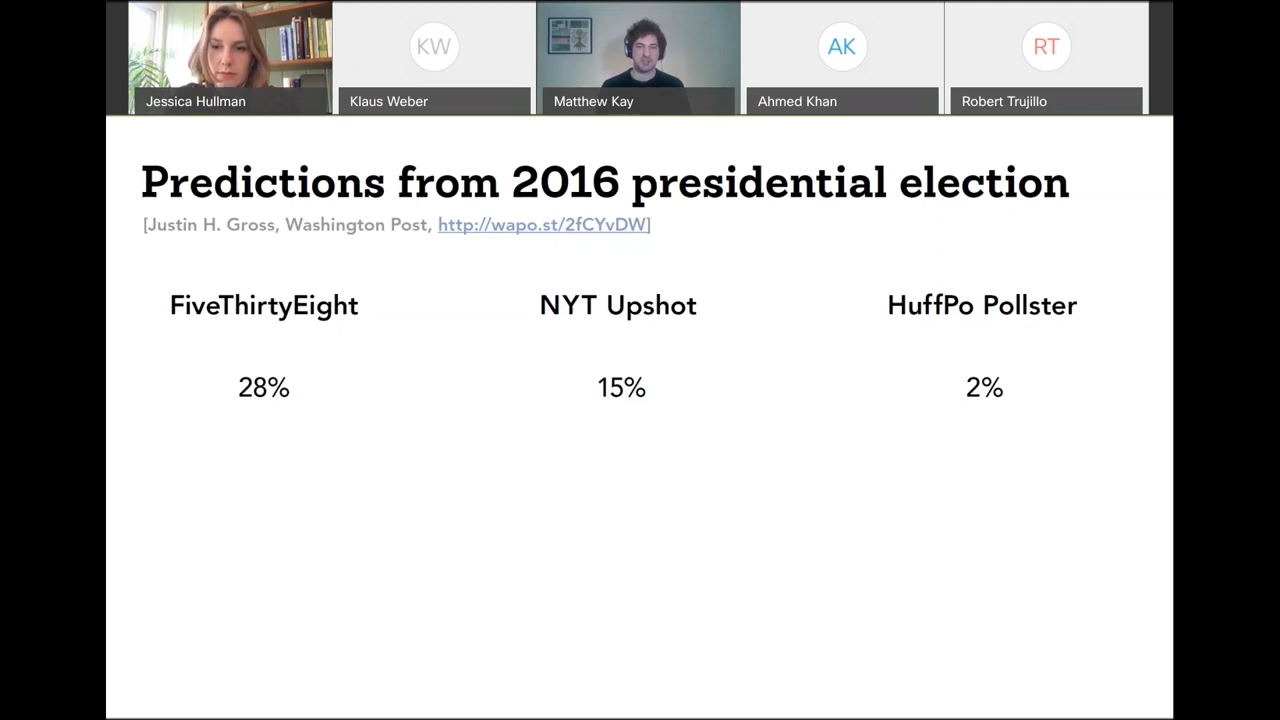 KW
AK
RT
Jessica Hullman
Klaus Weber
Matthew Kay
Ahmed Khan
Robert Trujillo
Predictions from 2016 presidential election
[Justin H. Gross, Washington Post, http://wapo.st/2fCYvDW]
FiveThirtyEight
NYT Upshot
HuffPo Pollster
28%
15%
2%